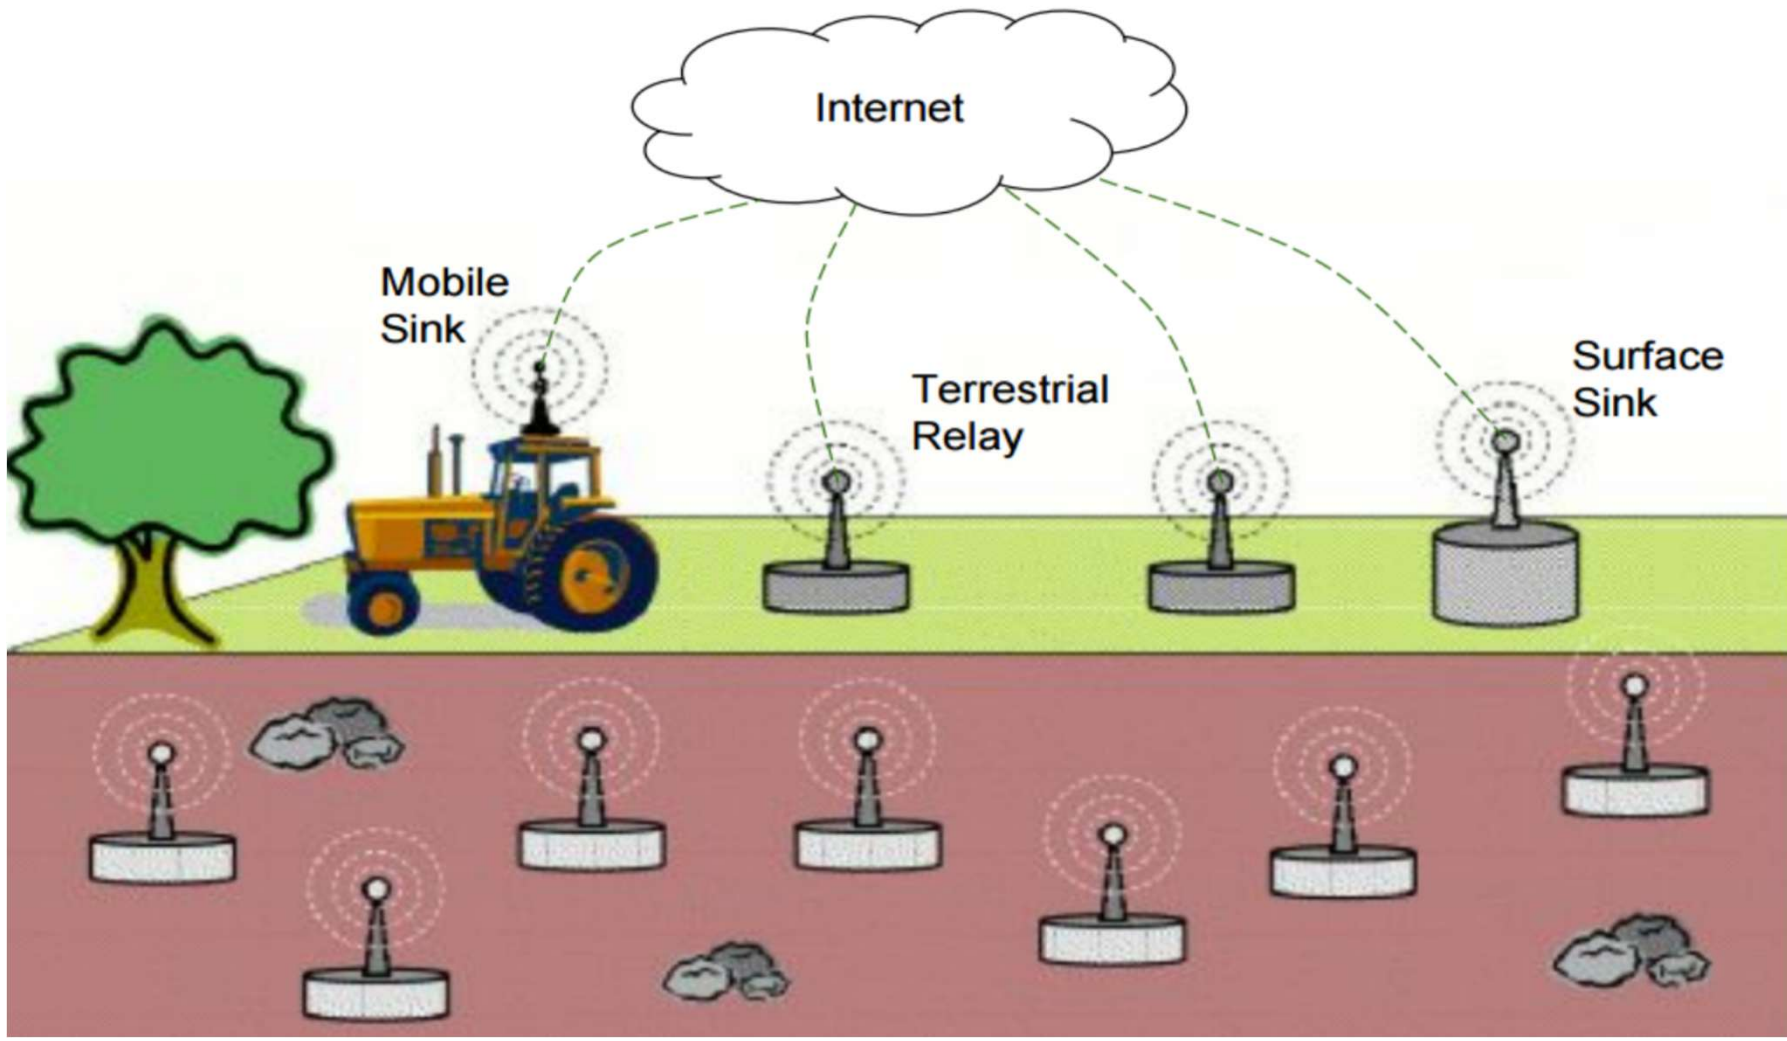 Internet
Mobile
Sink
Terrestrial
Relay
Surface
Sink